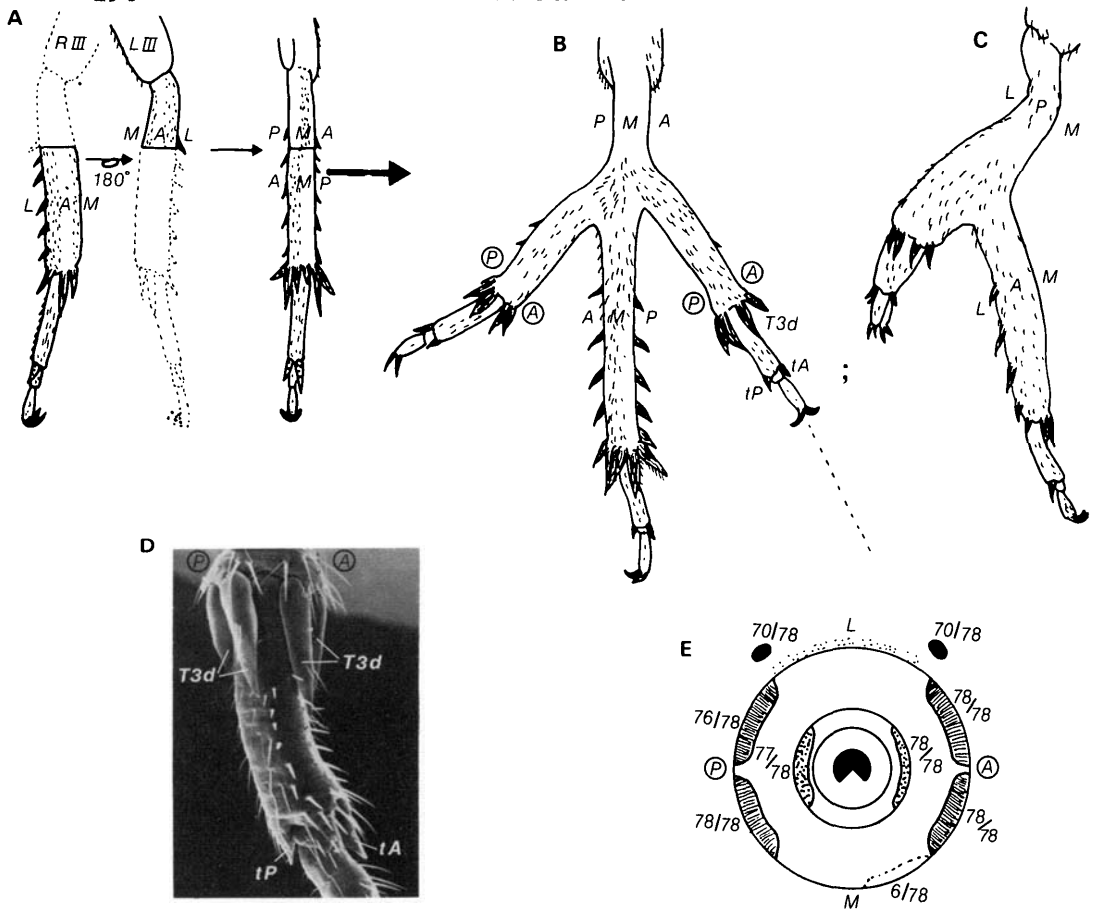 A
R III
L III
M A L
P M A
A M P
180°
L A M
B
P M A
P
A
A M P
A
P
T3d
tA
tP
;
C
L P M
A M
L
D
P
A
T3d
T3d
tA
tP
E
70/78
L
70/78
76/78
78/78
77/78
78/78
P
A
78/78
78/78
6/78
M